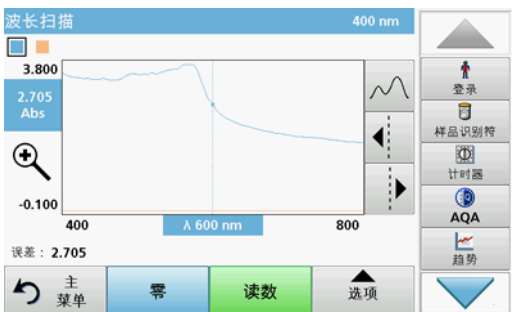 波长扫描 400 nm
3.800
2.705
Abs
-0.100
400 λ 600 nm 800
误差：2.705
主
菜单
零
读数
选项
登录
样品识别符
计时器
AQA
趋势